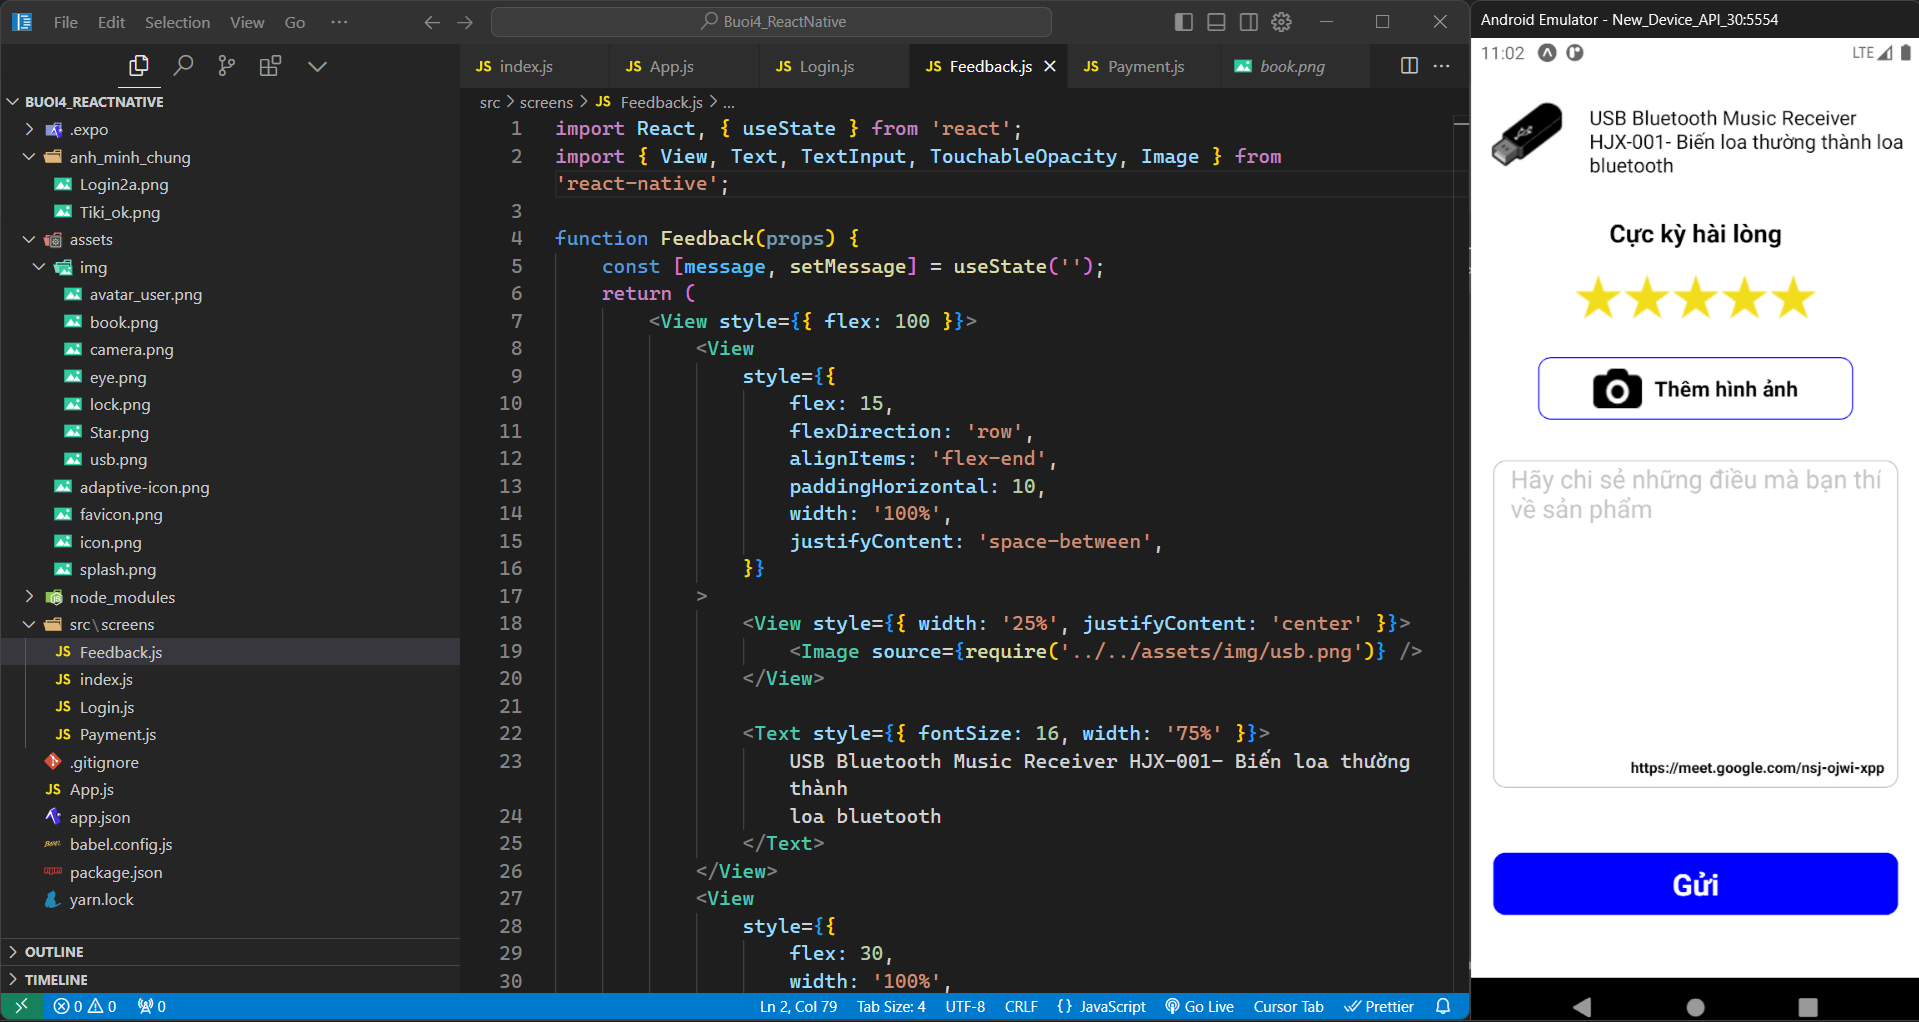 File Edit Selection View Go ···
Buoi4_ReactNative
Android Emulator - New_Device_API_30:5554
BUOI4_REACTNATIVE
.expo
anh_minh_chung
Login2a.png
Tiki_ok.png
assets
img
avatar_user.png
book.png
camera.png
eye.png
lock.png
Star.png
usb.png
adaptive-icon.png
favicon.png
icon.png
splash.png
node_modules
src\screens
JS Feedback.js
JS index.js
JS Login.js
JS Payment.js
.gitignore
JS App.js
app.json
babel.config.js
package.json
yarn.lock
OUTLINE
TIMELINE
JS index.js JS App.js JS Login.js JS Feedback.js JS Payment.js book.png
src > screens > JS Feedback.js > ...
1 import React, { useState } from 'react';
2 import { View, Text, TextInput, TouchableOpacity, Image } from
'react-native';
3
4 function Feedback(props) {
5 const [message, setMessage] = useState('');
6 return (
7 <View style={{ flex: 100 }}>
8 <View
9 style={{
10 flex: 15,
11 flexDirection: 'row',
12 alignItems: 'flex-end',
13 paddingHorizontal: 10,
14 width: '100%',
15 justifyContent: 'space-between',
16 }}
17 >
18 <View style={{ width: '25%', justifyContent: 'center' }}>
19 <Image source={require('../../assets/img/usb.png')} />
20 </View>
21
22 <Text style={{ fontSize: 16, width: '75%' }}>
23 USB Bluetooth Music Receiver HJX-001- Biến loa thường
thành
24 loa bluetooth
25 </Text>
26 </View>
27 <View
28 style={{
29 flex: 30,
30 width: '100%',
0 0 0 Ln 2, Col 79 Tab Size: 4 UTF-8 CRLF {} JavaScript Go Live Cursor Tab Prettier
11:02 LTE
USB Bluetooth Music Receiver
HJX-001- Biến loa thường thành loa
bluetooth
Cực kỳ hài lòng
Thêm hình ảnh
Hãy chi sẻ những điều mà bạn thí
về sản phẩm
https://meet.google.com/nsj-ojwi-xpp
Gửi